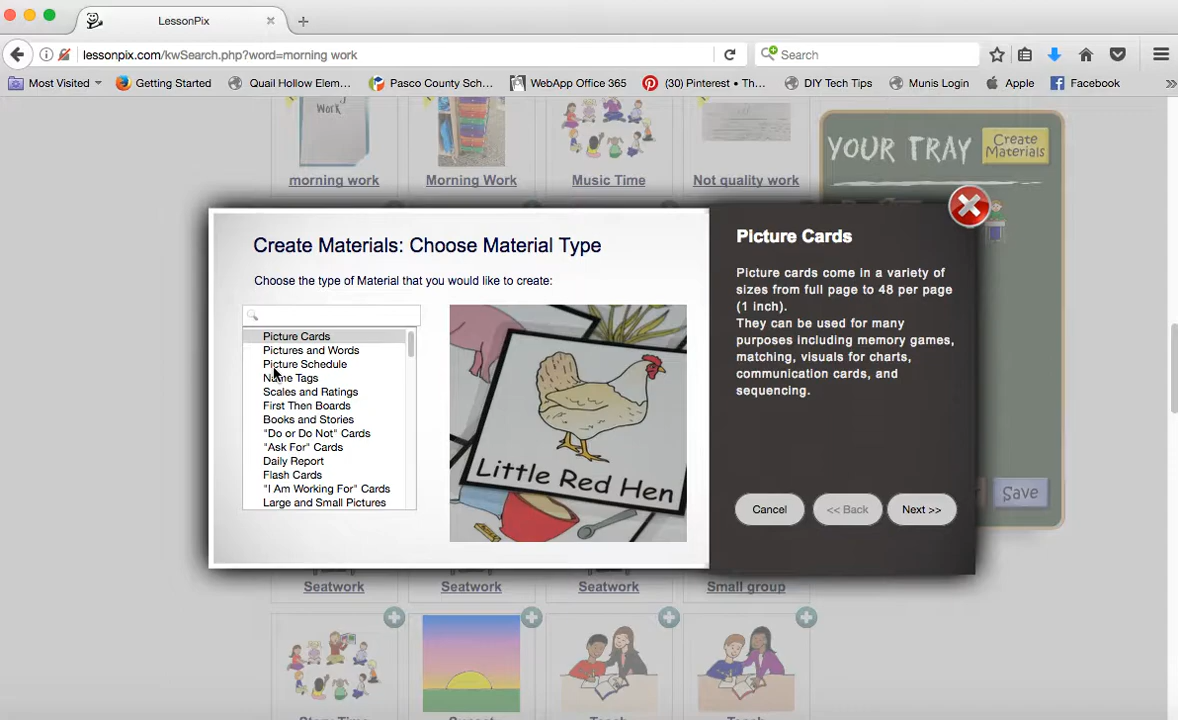 LessonPix
lessonpix.com/kwSearch.php?word=morning work
Search
Most Visited
Getting Started
Quail Hollow Elem...
Pasco County Sch...
WebApp Office 365
(30) Pinterest • Th...
DIY Tech Tips
Munis Login
Apple
Facebook
Work
morning work
Morning Work
Music Time
Not quality work
YOUR TRAY
Create
Materials
Create Materials: Choose Material Type
Choose the type of Material that you would like to create:
Picture Cards
Pictures and Words
Picture Schedule
Name Tags
Scales and Ratings
First Then Boards
Books and Stories
"Do or Do Not" Cards
"Ask For" Cards
Daily Report
Flash Cards
"I Am Working For" Cards
Large and Small Pictures
Little Red Hen
Picture Cards
Picture cards come in a variety of
sizes from full page to 48 per page
(1 inch).
They can be used for many
purposes including memory games,
matching, visuals for charts,
communication cards, and
sequencing.
Cancel
<< Back
Next >>
Save
Seatwork
Seatwork
Seatwork
Small group
Story Time
Sunset
Teach
Teach